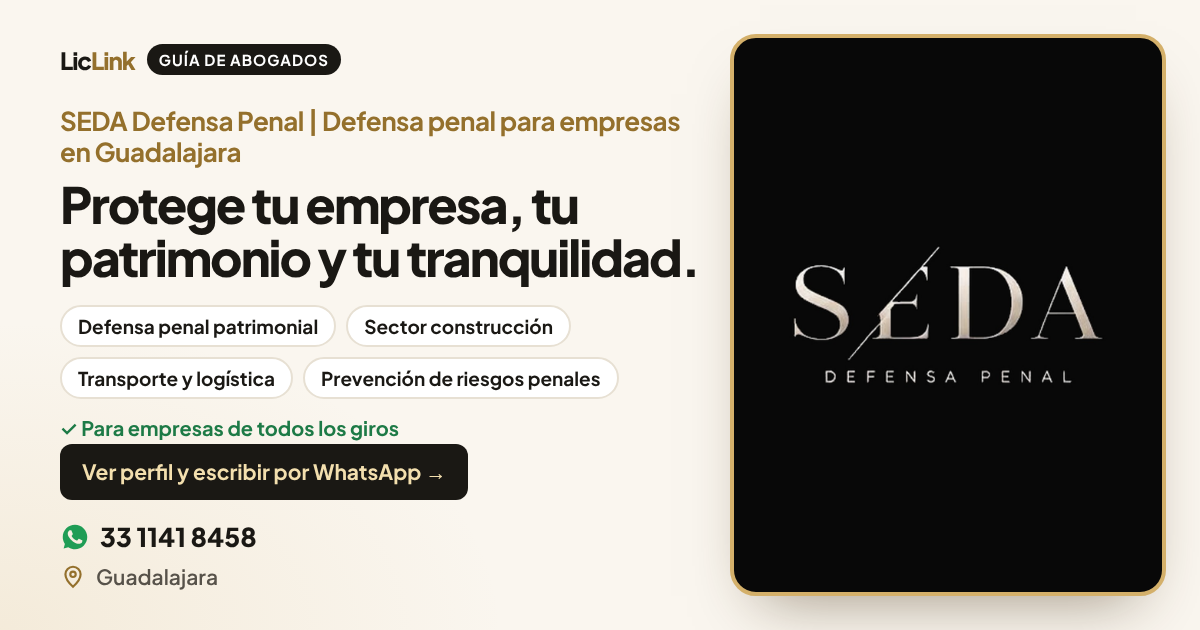 LicLink GUÍA DE ABOGADOS
SEDA Defensa Penal | Defensa penal para empresas
en Guadalajara
Protege tu empresa, tu
patrimonio y tu tranquilidad.
Defensa penal patrimonial
Sector construcción
Transporte y logística
Prevención de riesgos penales
✓ Para empresas de todos los giros
Ver perfil y escribir por WhatsApp →
33 1141 8458
Guadalajara
SEDA
DEFENSA PENAL